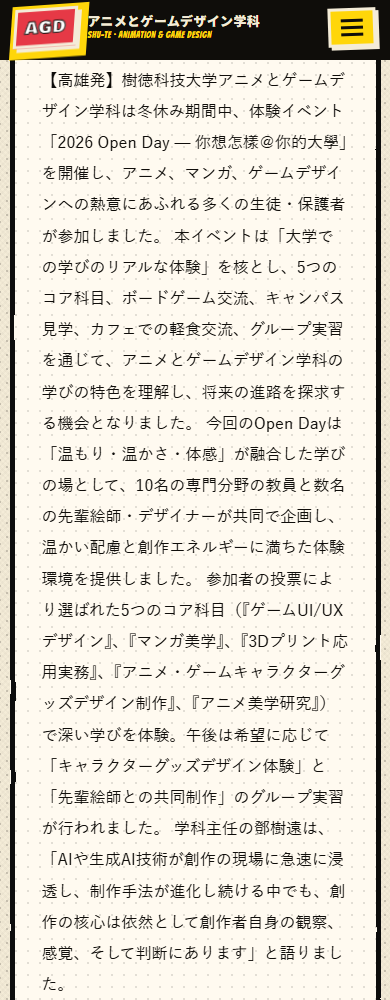 AGD
アニメとゲームデザイン学科
SHU-TE・ANIMATION & GAME DESIGN
【高雄発】樹徳科技大学アニメとゲームデ
ザイン学科は冬休み期間中、体験イベント
「2026 Open Day — 你想怎樣@你的大學」
を開催し、アニメ、マンガ、ゲームデザイ
ンへの熱意にあふれる多くの生徒・保護者
が参加しました。 本イベントは「大学で
の学びのリアルな体験」を核とし、5つの
コア科目、ボードゲーム交流、キャンパス
見学、カフェでの軽食交流、グループ実習
を通じて、アニメとゲームデザイン学科の
学びの特色を理解し、将来の進路を探求す
る機会となりました。 今回のOpen Dayは
「温もり・温かさ・体感」が融合した学び
の場として、10名の専門分野の教員と数名
の先輩絵師・デザイナーが共同で企画し、
温かい配慮と創作エネルギーに満ちた体験
環境を提供しました。 参加者の投票によ
り選ばれた5つのコア科目（『ゲームUI/UX
デザイン』、『マンガ美学』、『3Dプリント応
用実務』、『アニメ・ゲームキャラクターグ
ッズデザイン制作』、『アニメ美学研究』）
で深い学びを体験。午後は希望に応じて
「キャラクターグッズデザイン体験」と
「先輩絵師との共同制作」のグループ実習
が行われました。 学科主任の鄧樹遠は、
「AIや生成AI技術が創作の現場に急速に浸
透し、制作手法が進化し続ける中でも、創
作の核心は依然として創作者自身の観察、
感覚、そして判断にあります」と語りまし
た。